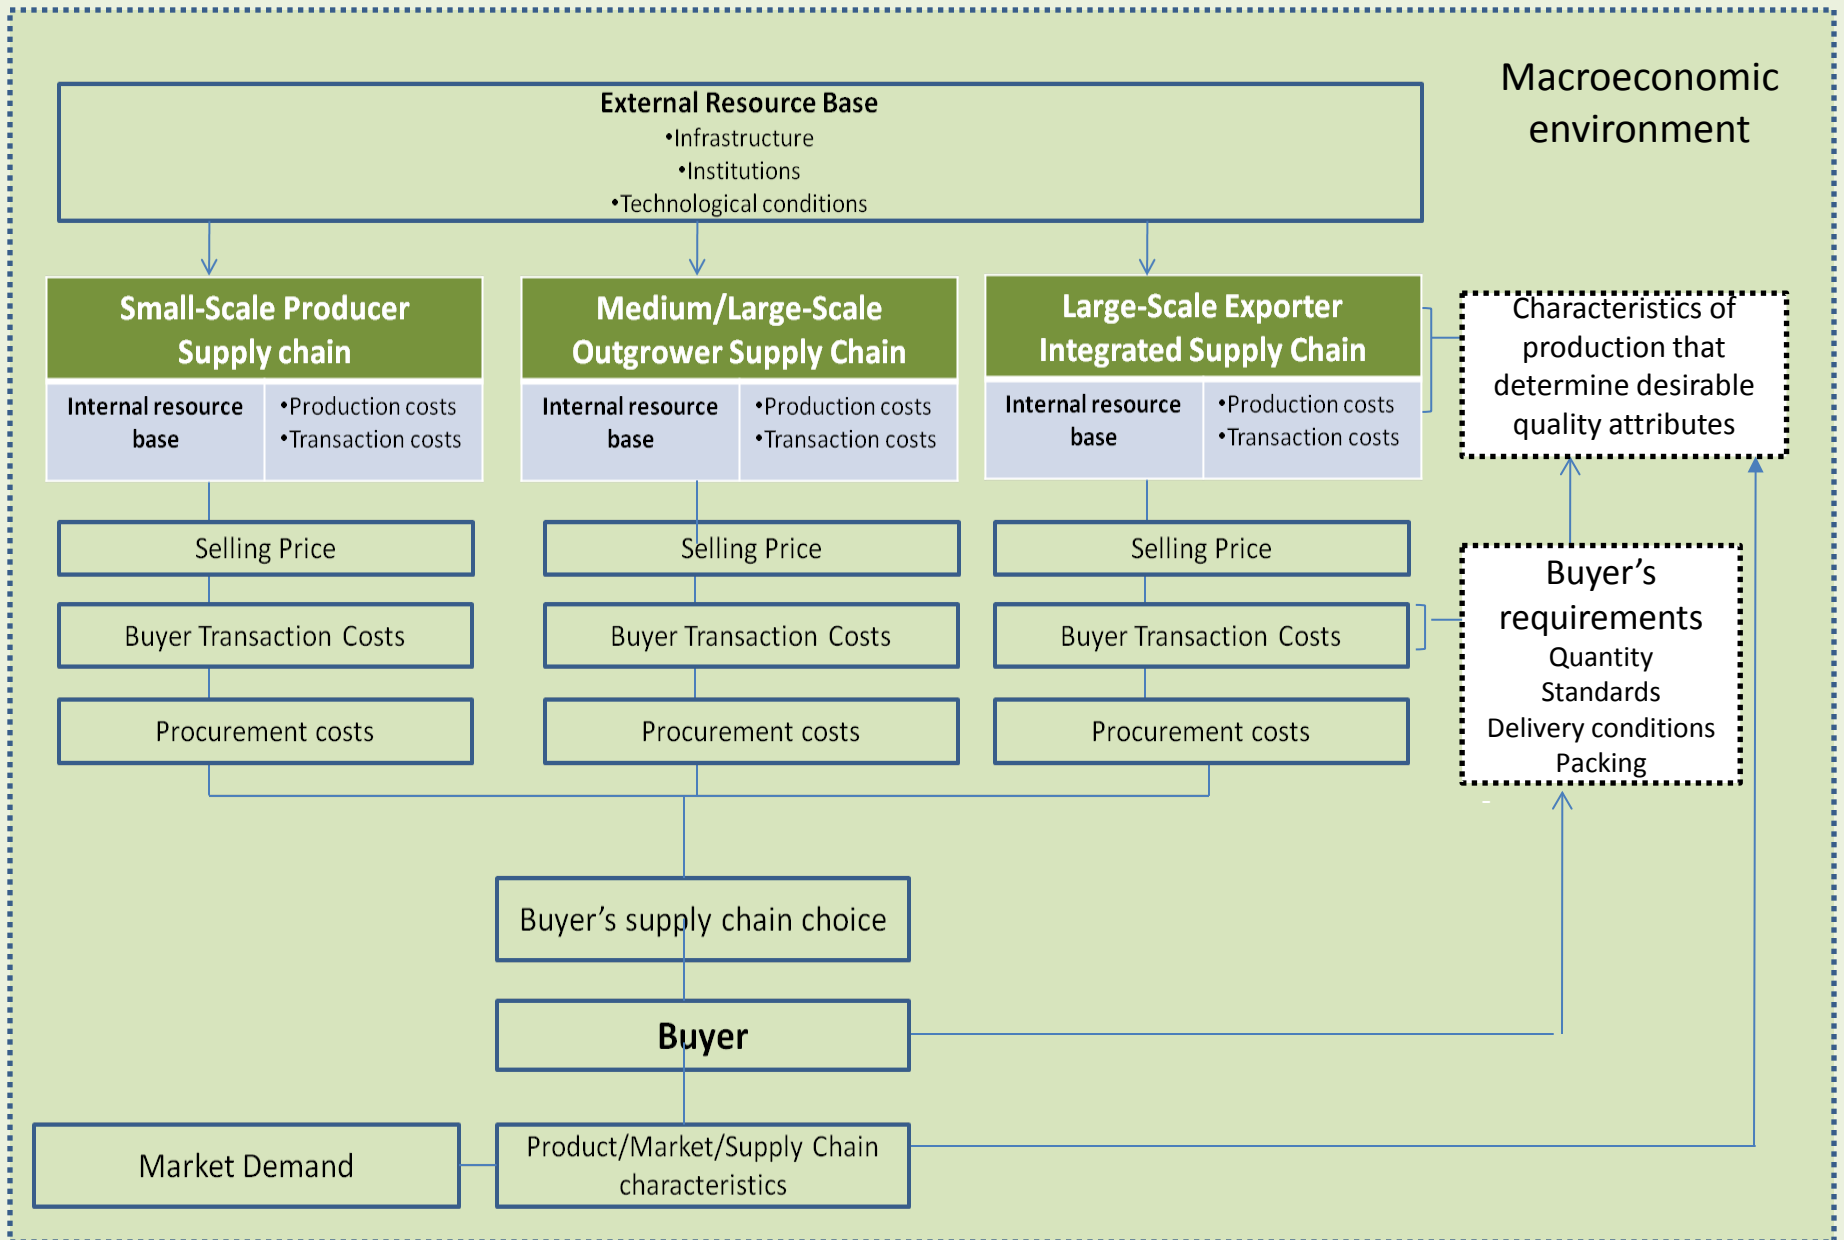 Macroeconomic
environment
External Resource Base
•Infrastructure
•Institutions
•Technological conditions
Small-Scale Producer
Supply chain
Internal resource
base
•Production costs
•Transaction costs
Medium/Large-Scale
Outgrower Supply Chain
Internal resource
base
•Production costs
•Transaction costs
Large-Scale Exporter
Integrated Supply Chain
Internal resource
base
•Production costs
•Transaction costs
Characteristics of
production that
determine desirable
quality attributes
Selling Price
Selling Price
Selling Price
Buyer Transaction Costs
Buyer Transaction Costs
Buyer Transaction Costs
Procurement costs
Procurement costs
Procurement costs
Buyer’s
requirements
Quantity
Standards
Delivery conditions
Packing
Buyer’s supply chain choice
Buyer
Market Demand
Product/Market/Supply Chain
characteristics